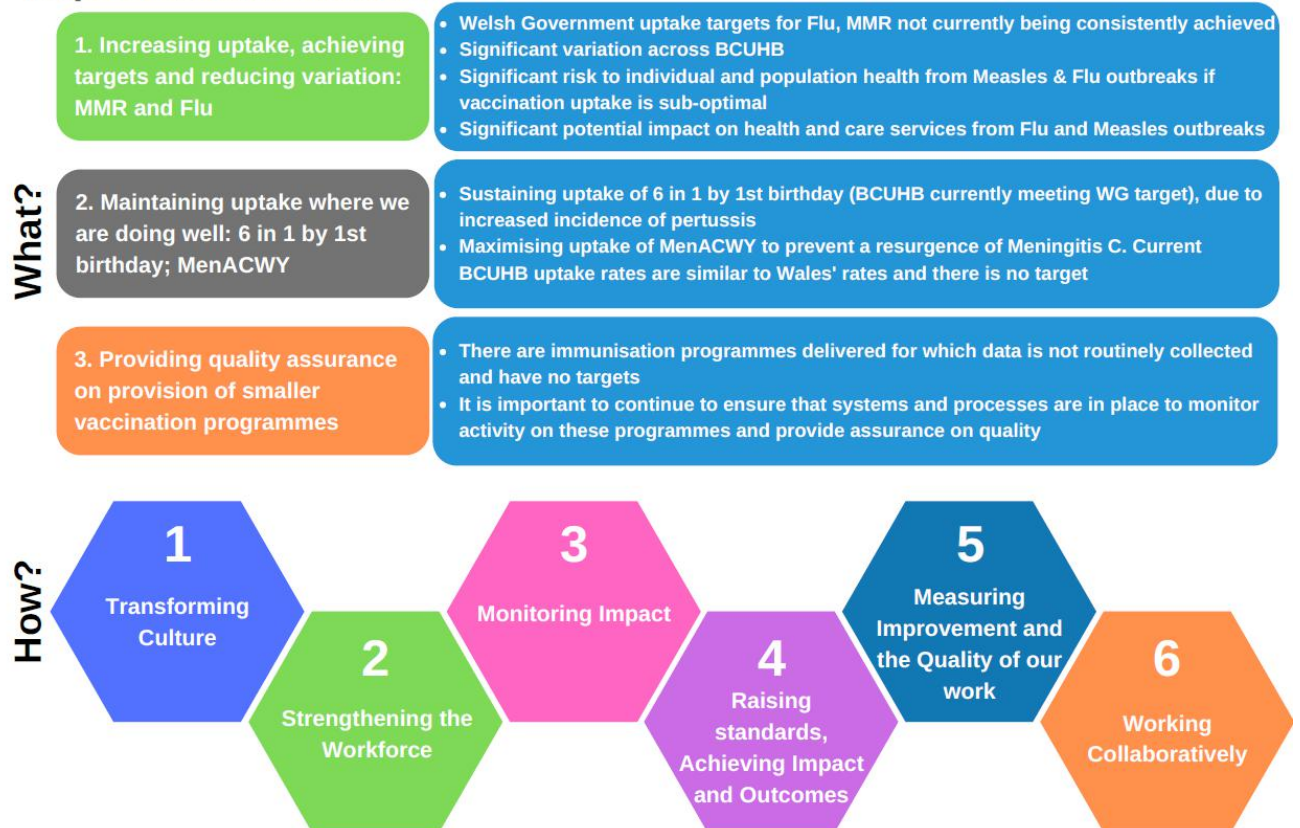 What?
1. Increasing uptake, achieving
targets and reducing variation:
MMR and Flu
• Welsh Government uptake targets for Flu, MMR not currently being consistently achieved
• Significant variation across BCUHB
• Significant risk to individual and population health from Measles & Flu outbreaks if
vaccination uptake is sub-optimal
• Significant potential impact on health and care services from Flu and Measles outbreaks
2. Maintaining uptake where we
are doing well: 6 in 1 by 1st
birthday; MenACWY
• Sustaining uptake of 6 in 1 by 1st birthday (BCUHB currently meeting WG target), due to
increased incidence of pertussis
• Maximising uptake of MenACWY to prevent a resurgence of Meningitis C. Current
BCUHB uptake rates are similar to Wales' rates and there is no target
3. Providing quality assurance
on provision of smaller
vaccination programmes
• There are immunisation programmes delivered for which data is not routinely collected
and have no targets
• It is important to continue to ensure that systems and processes are in place to monitor
activity on these programmes and provide assurance on quality
How?
1
Transforming
Culture
2
Strengthening the
Workforce
3
Monitoring Impact
4
Raising
standards,
Achieving Impact
and Outcomes
5
Measuring
Improvement and
the Quality of our
work
6
Working
Collaboratively